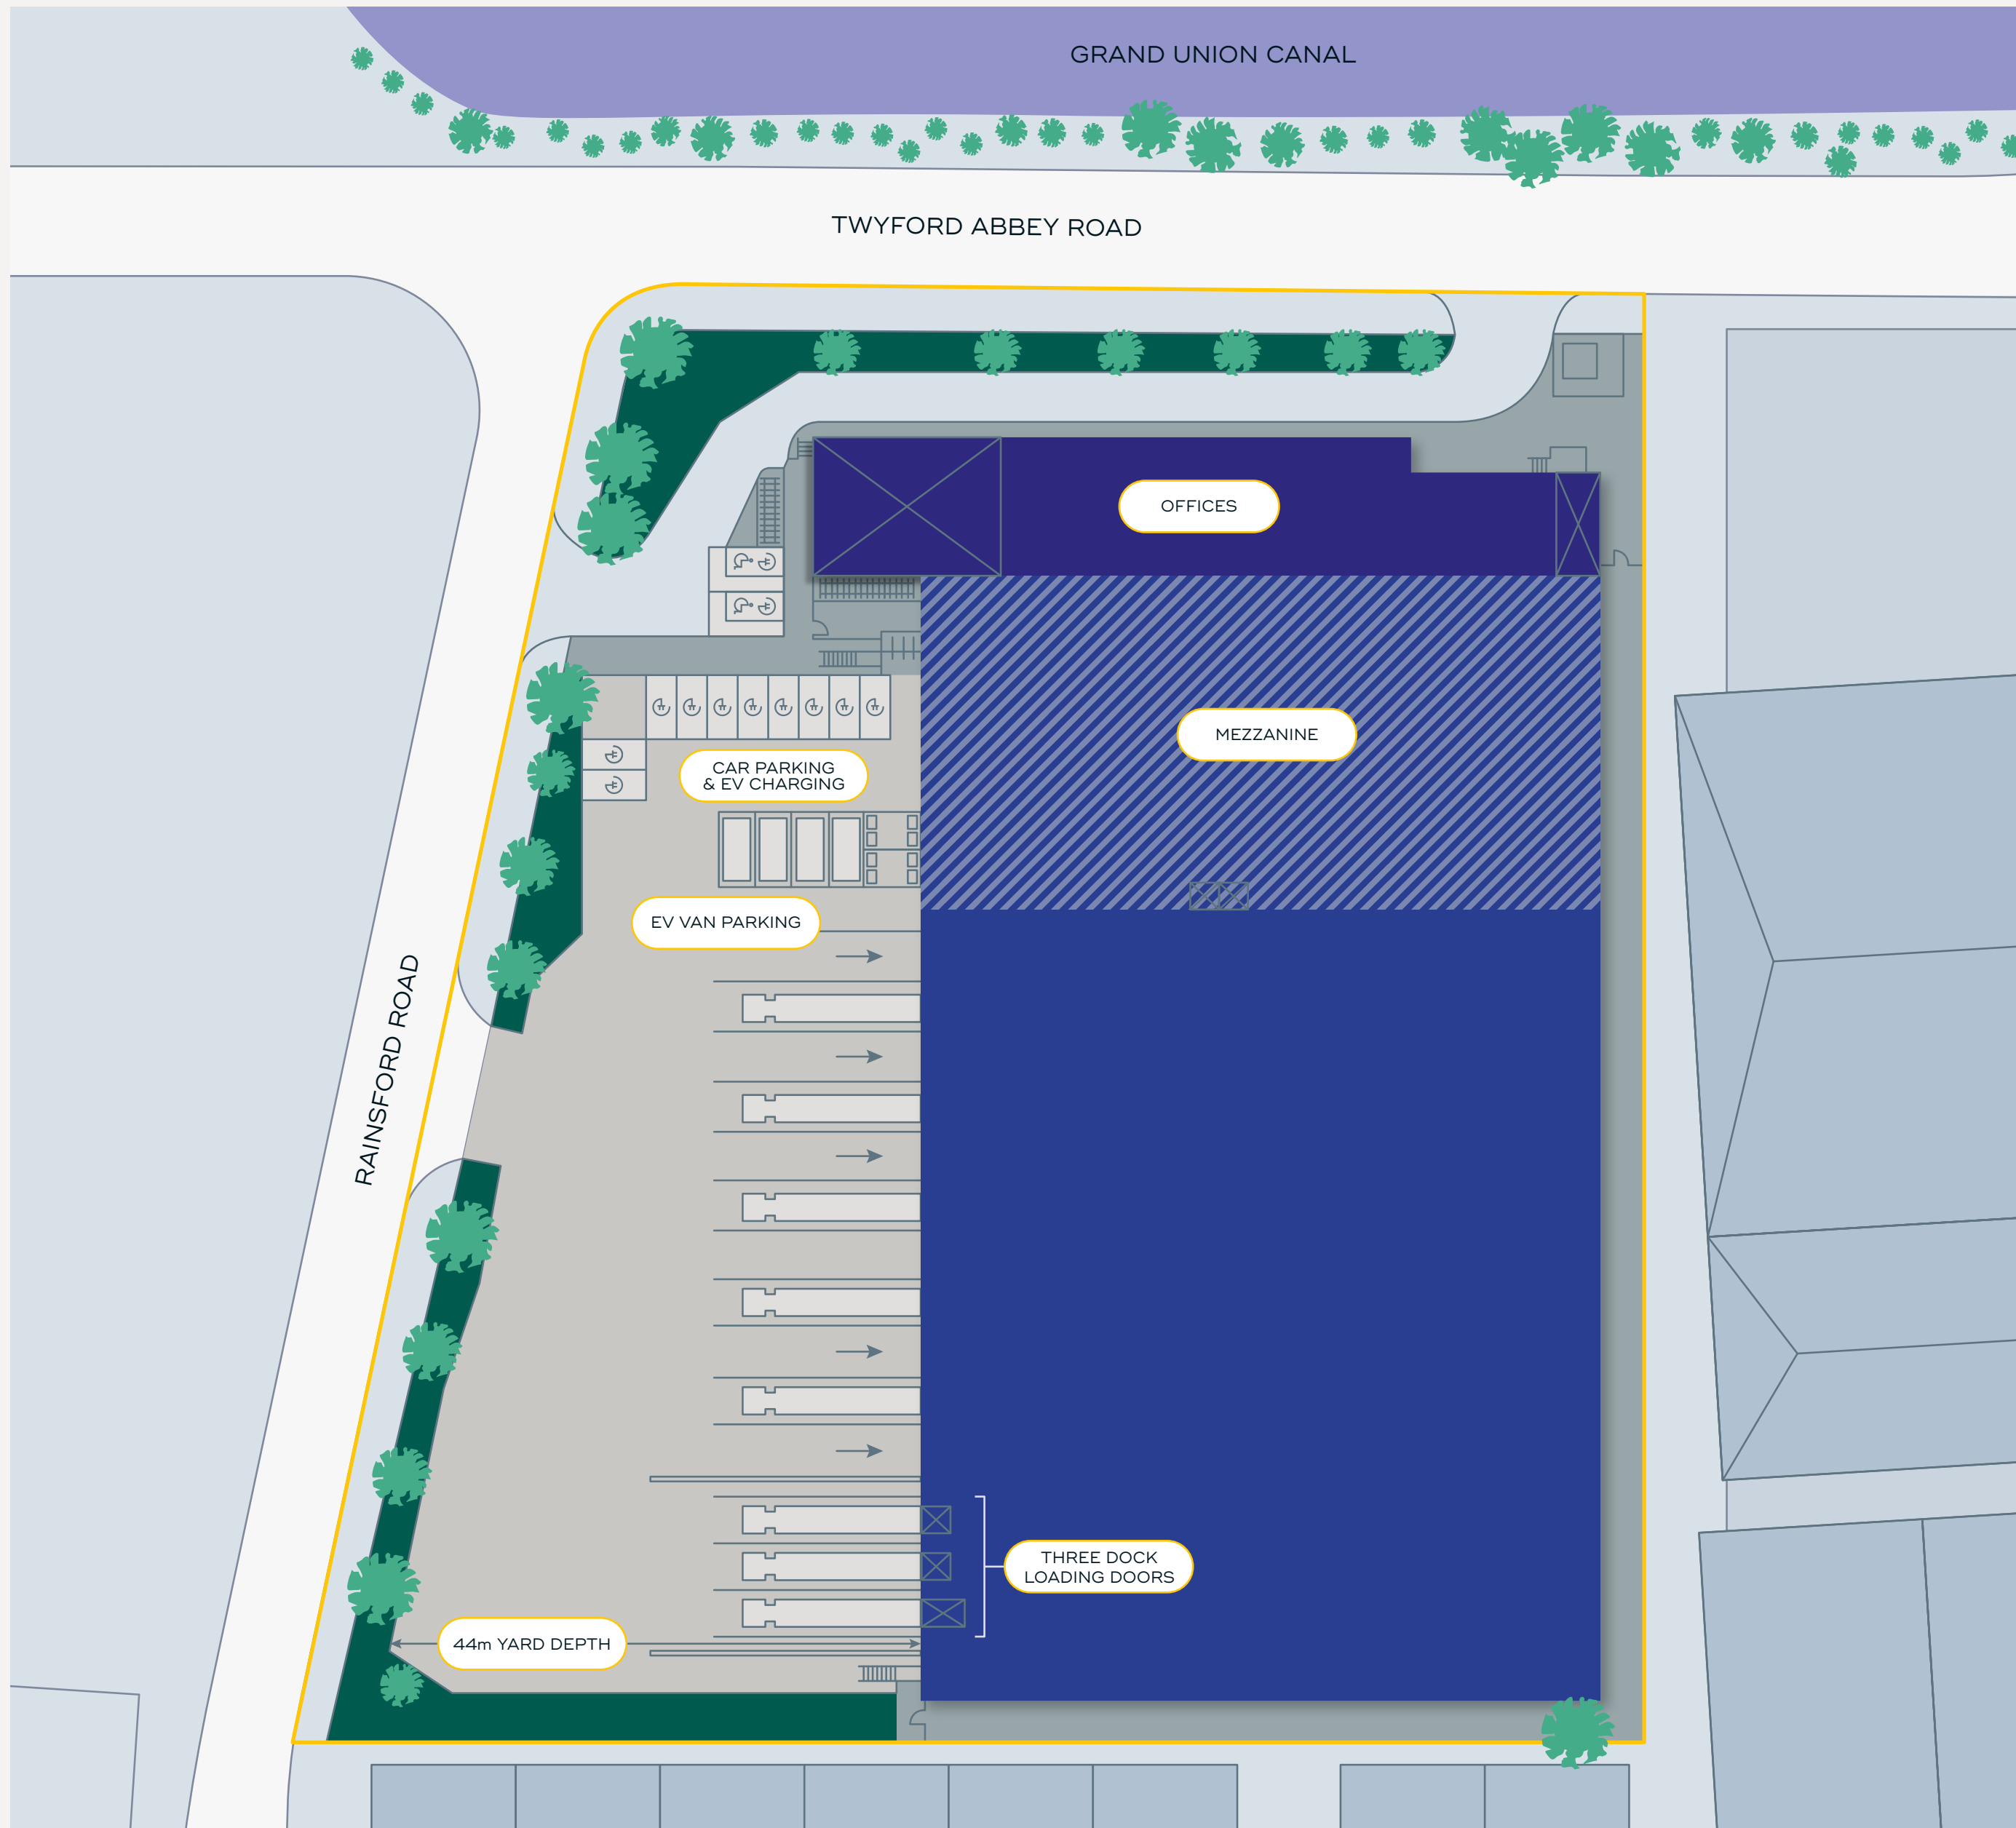 GRAND UNION CANAL
TWYFORD ABBEY ROAD
OFFICES
MEZZANINE
CAR PARKING
& EV CHARGING
EV VAN PARKING
RAINSFORD ROAD
THREE DOCK
LOADING DOORS
44m YARD DEPTH